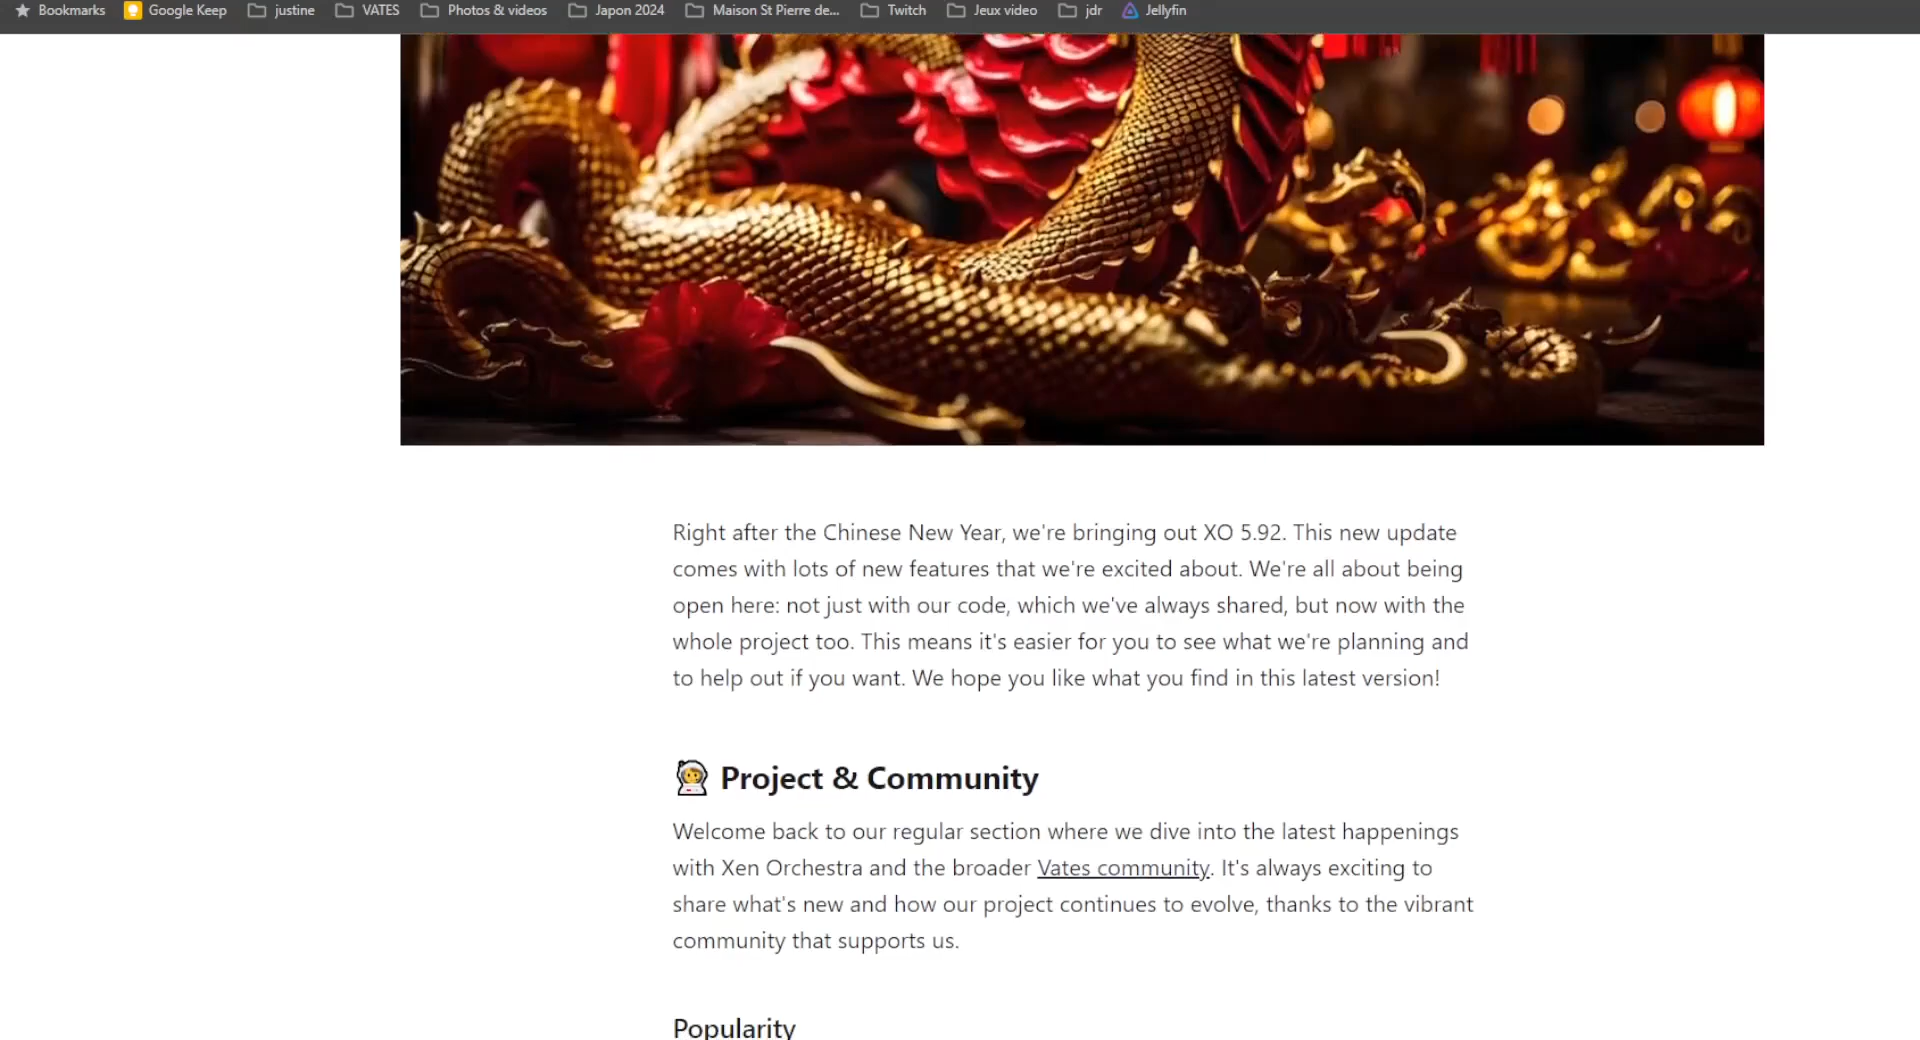 Bookmarks Google Keep justine VATES Photos & videos Japon 2024 Maison St Pierre de... Twitch Jeux video jdr Jellyfin
Right after the Chinese New Year, we're bringing out XO 5.92. This new update
comes with lots of new features that we're excited about. We're all about being
open here: not just with our code, which we've always shared, but now with the
whole project too. This means it's easier for you to see what we're planning and
to help out if you want. We hope you like what you find in this latest version!
Project & Community
Welcome back to our regular section where we dive into the latest happenings
with Xen Orchestra and the broader Vates community. It's always exciting to
share what's new and how our project continues to evolve, thanks to the vibrant
community that supports us.
Popularity